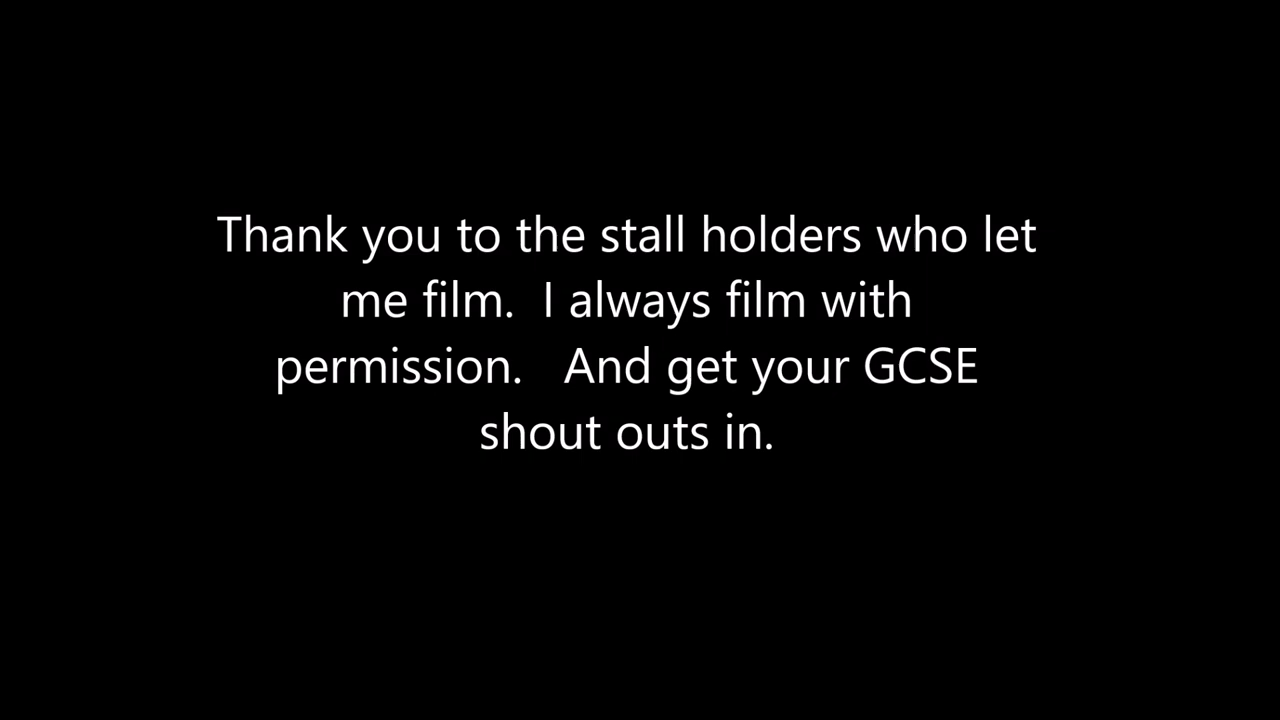 Thank you to the stall holders who let
me film.  I always film with
permission.   And get your GCSE
shout outs in.